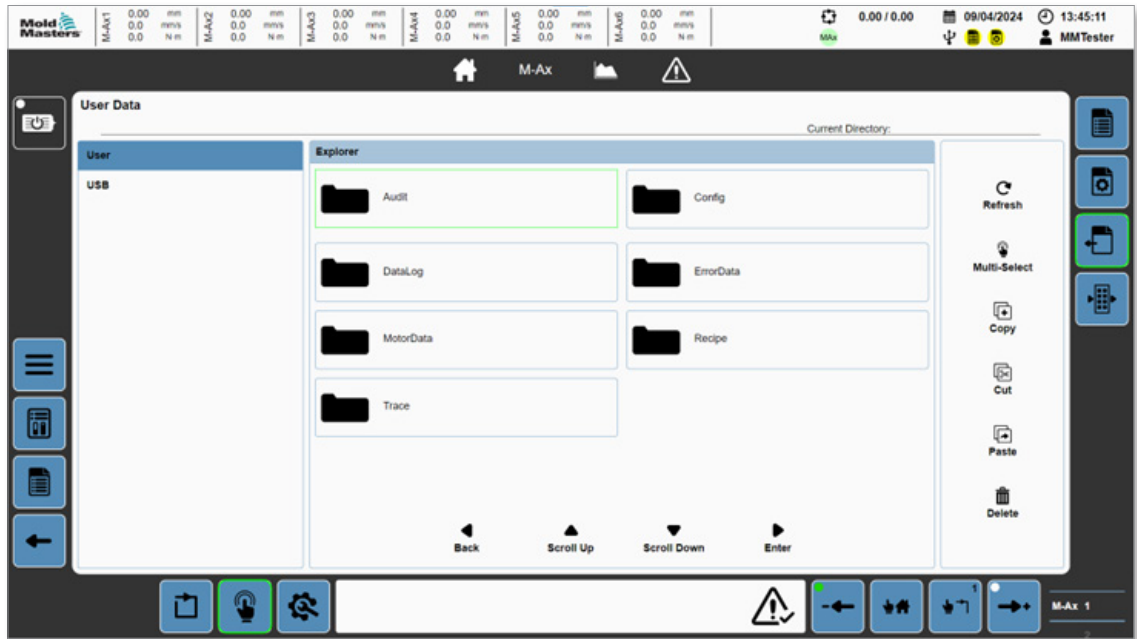 Mold
Masters
M-Ax1
0.00 mm
0.0 mm/s
0.0 N·m
M-Ax2
0.00 mm
0.0 mm/s
0.0 N·m
M-Ax3
0.00 mm
0.0 mm/s
0.0 N·m
M-Ax4
0.00 mm
0.0 mm/s
0.0 N·m
M-Ax5
0.00 mm
0.0 mm/s
0.0 N·m
M-Ax6
0.00 mm
0.0 mm/s
0.0 N·m
MAx
0.00 / 0.00
09/04/2024
13:45:11
MMTester
M-Ax
User Data
Current Directory:
User
USB
Explorer
Audit
Config
DataLog
ErrorData
MotorData
Recipe
Trace
Back
Scroll Up
Scroll Down
Enter
Refresh
Multi-Select
Copy
Cut
Paste
Delete
1
M-Ax 1
2